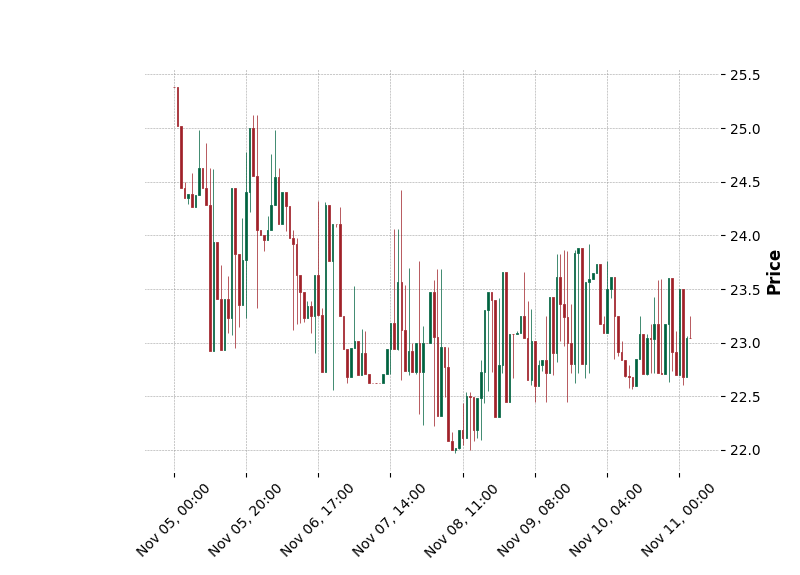 25.5
25.0
24.5
24.0
23.5
23.0
22.5
22.0
Price
Nov 05, 00:00
Nov 05, 20:00
Nov 06, 17:00
Nov 07, 14:00
Nov 08, 11:00
Nov 09, 08:00
Nov 10, 04:00
Nov 11, 00:00